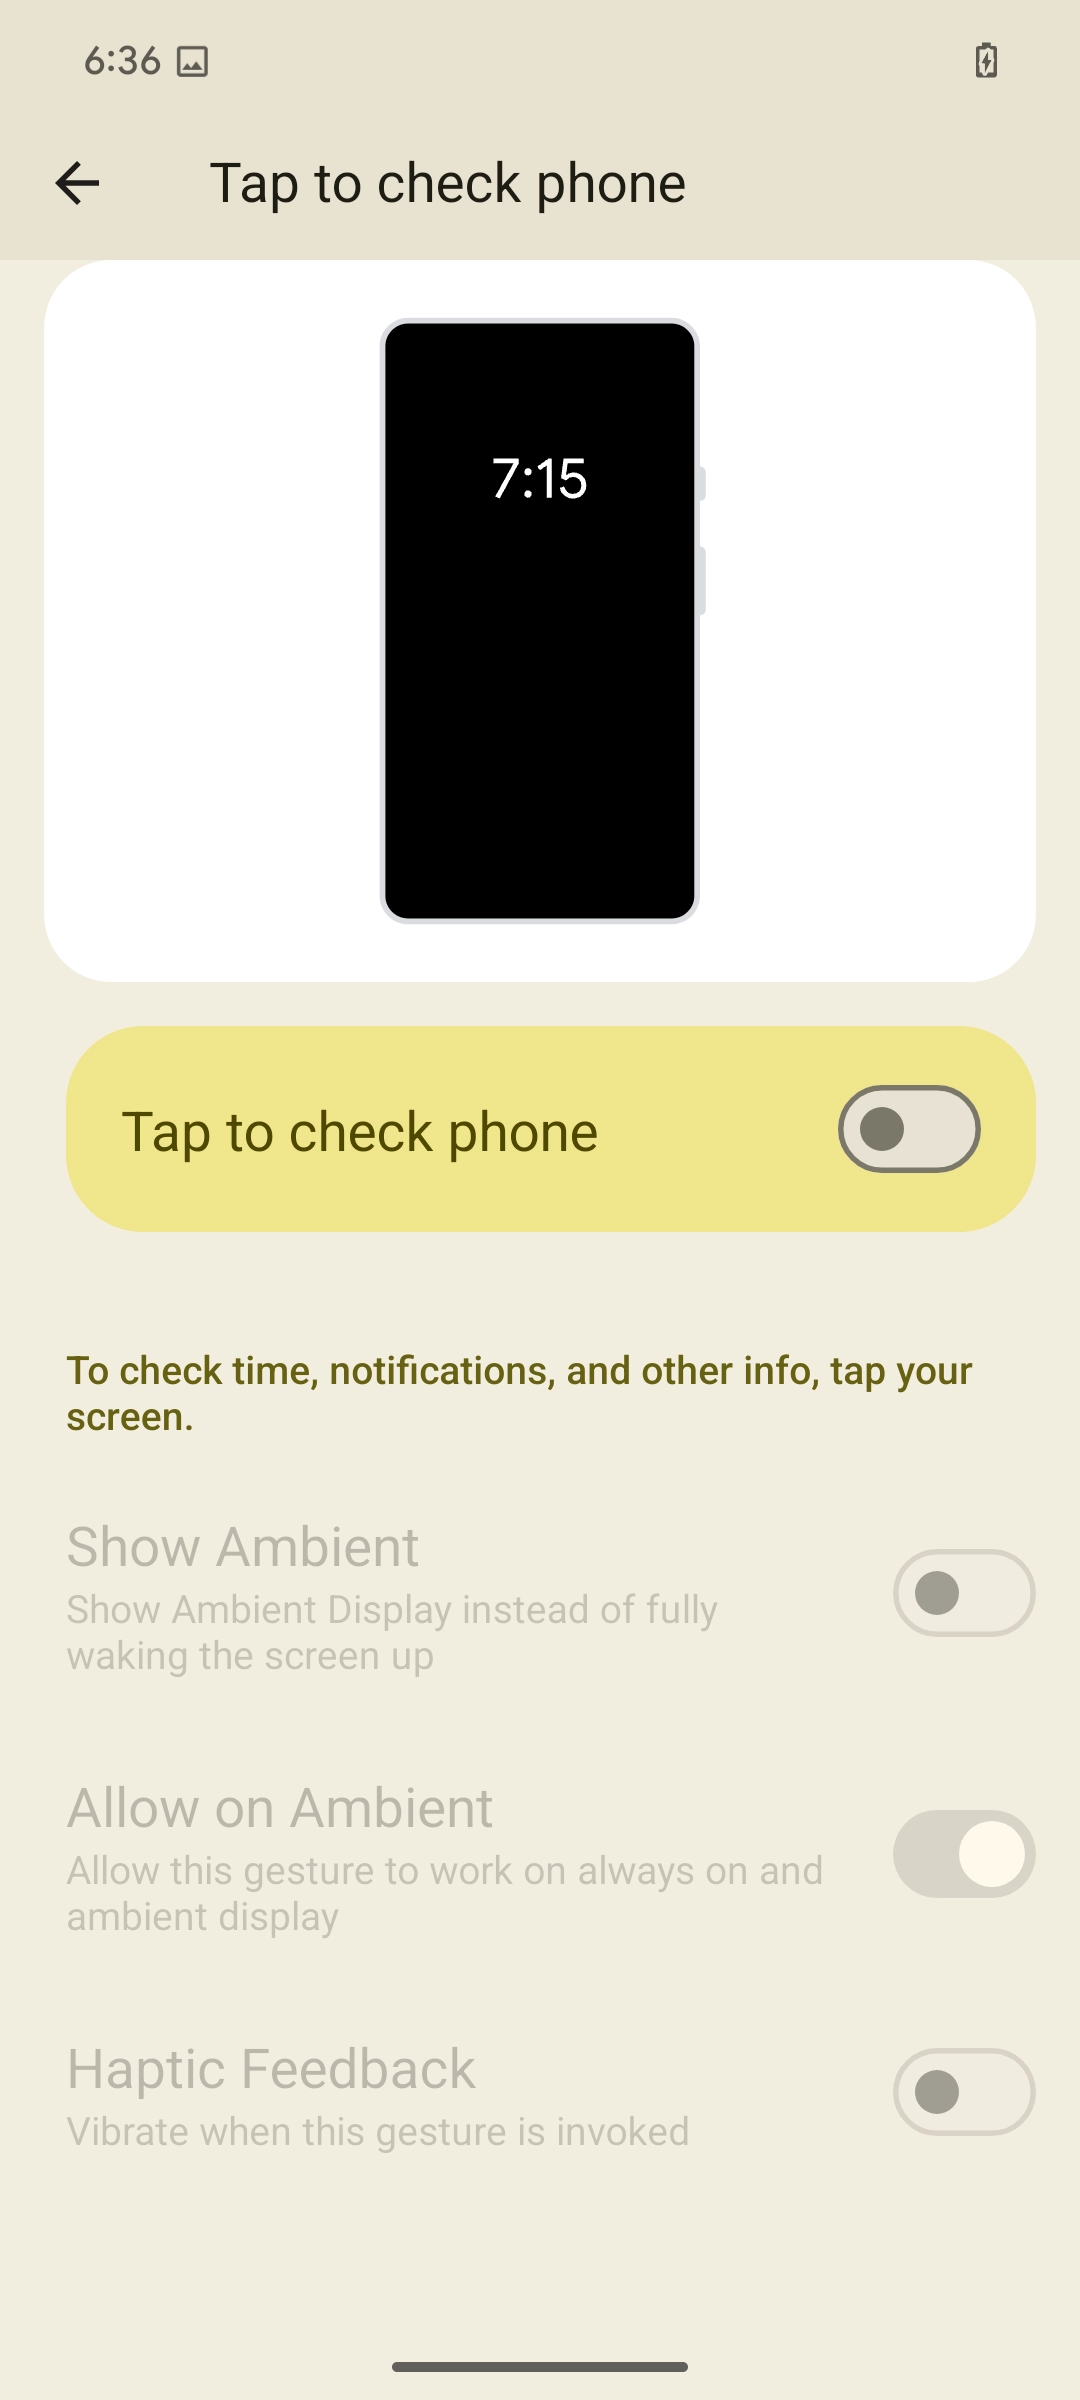 6:36
Tap to check phone
7:15
Tap to check phone
To check time, notifications, and other info, tap your
screen.
Show Ambient
Show Ambient Display instead of fully
waking the screen up
Allow on Ambient
Allow this gesture to work on always on and
ambient display
Haptic Feedback
Vibrate when this gesture is invoked